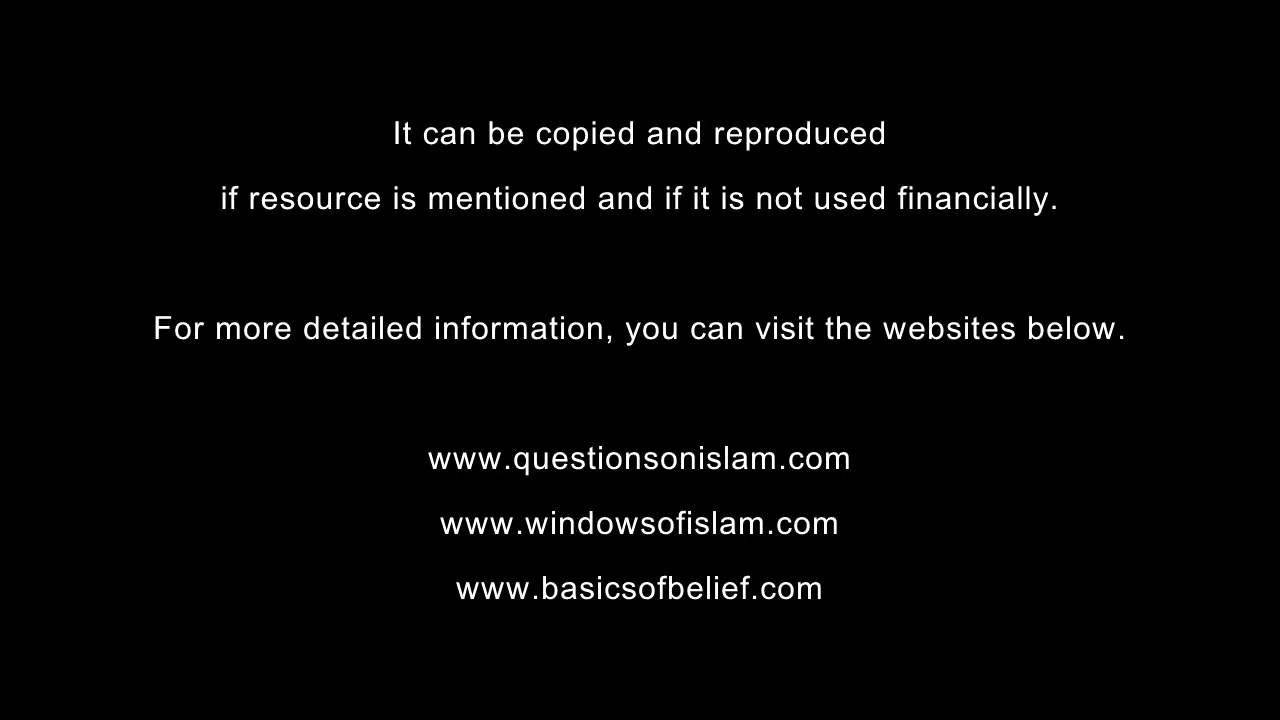 It can be copied and reproduced
if resource is mentioned and if it is not used financially.
For more detailed information, you can visit the websites below.
www.questionsonislam.com
www.windowsofislam.com
www.basicsofbelief.com